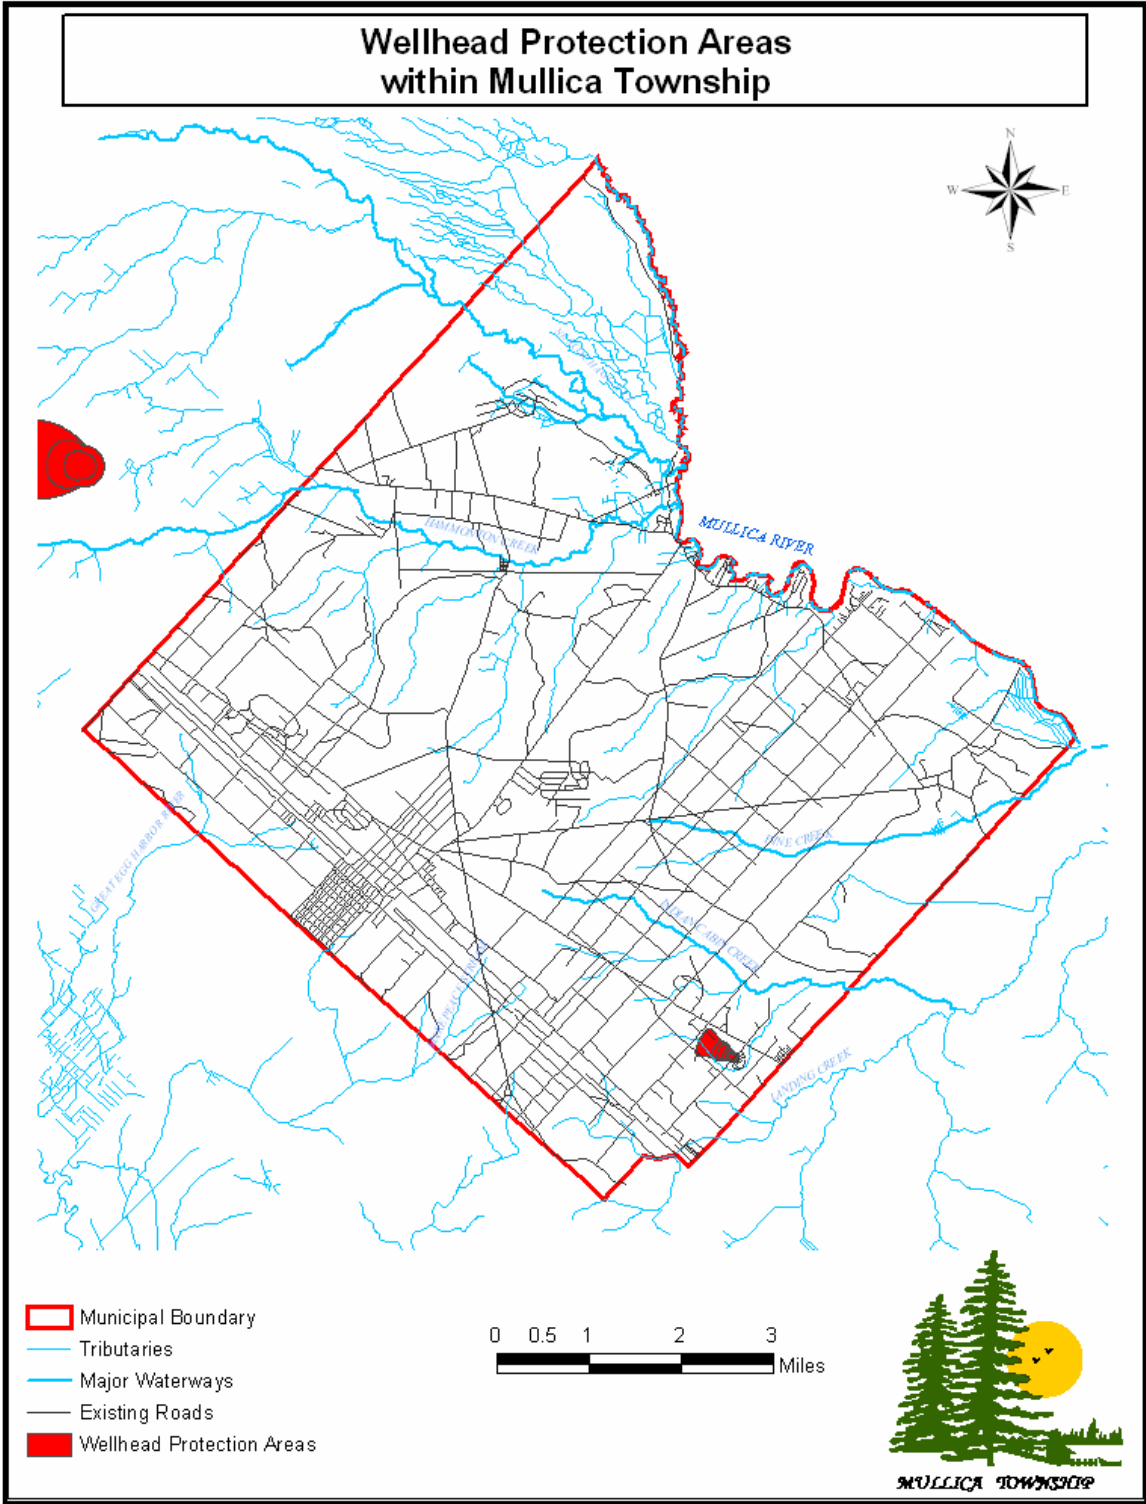 Wellhead Protection Areas
within Mullica Township
N
W
E
S
MULLICA RIVER
HAMMONTON CREEK
PINE CREEK
GREAT EGG HARBOR RIVER
INDIAN CABIN CREEK
LANDING CREEK
Municipal Boundary
Tributaries
Major Waterways
Existing Roads
Wellhead Protection Areas
0 0.5 1 2 3
Miles
MULLICA TOWNSHIP